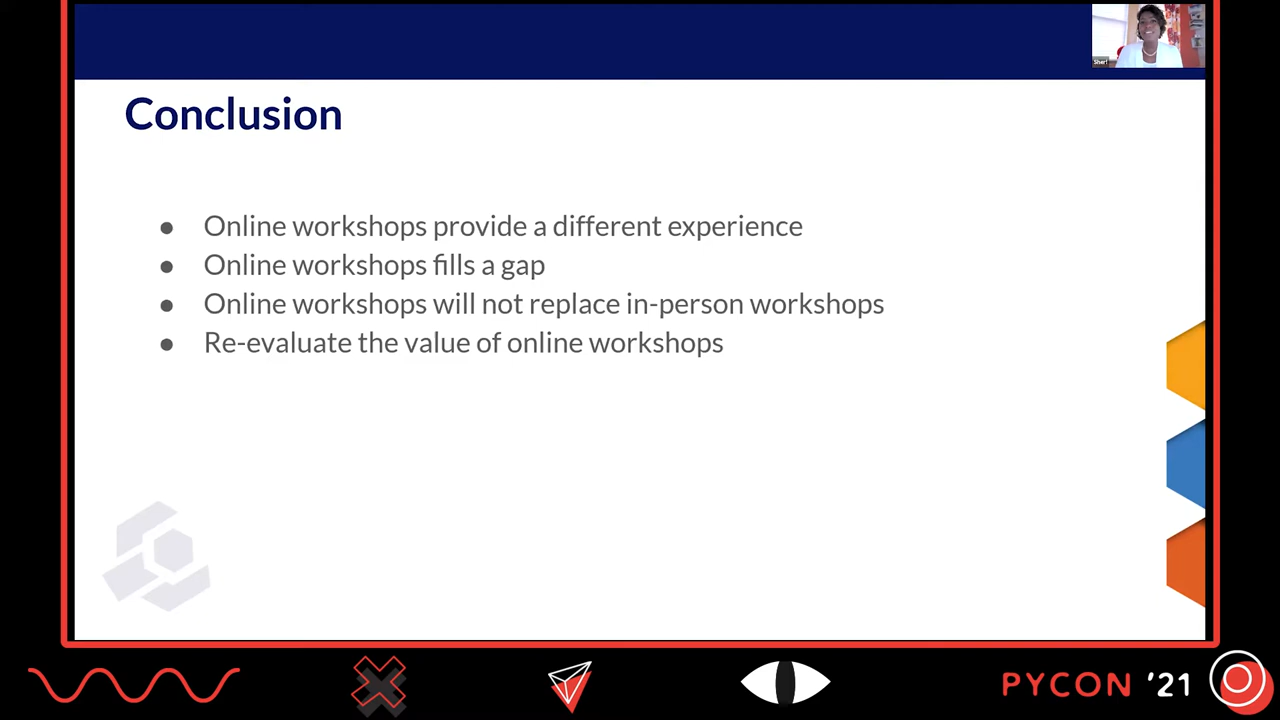 Sheri
Conclusion
● Online workshops provide a different experience
● Online workshops fills a gap
● Online workshops will not replace in-person workshops
● Re-evaluate the value of online workshops
PYCON '21